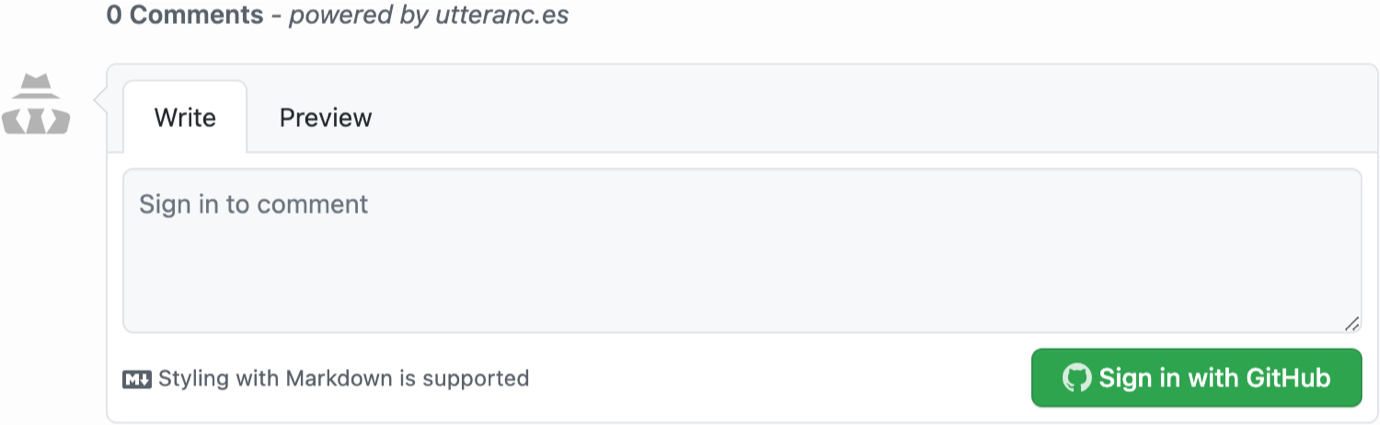 0 Comments - powered by utteranc.es
Write Preview
Sign in to comment
M↓ Styling with Markdown is supported
Sign in with GitHub